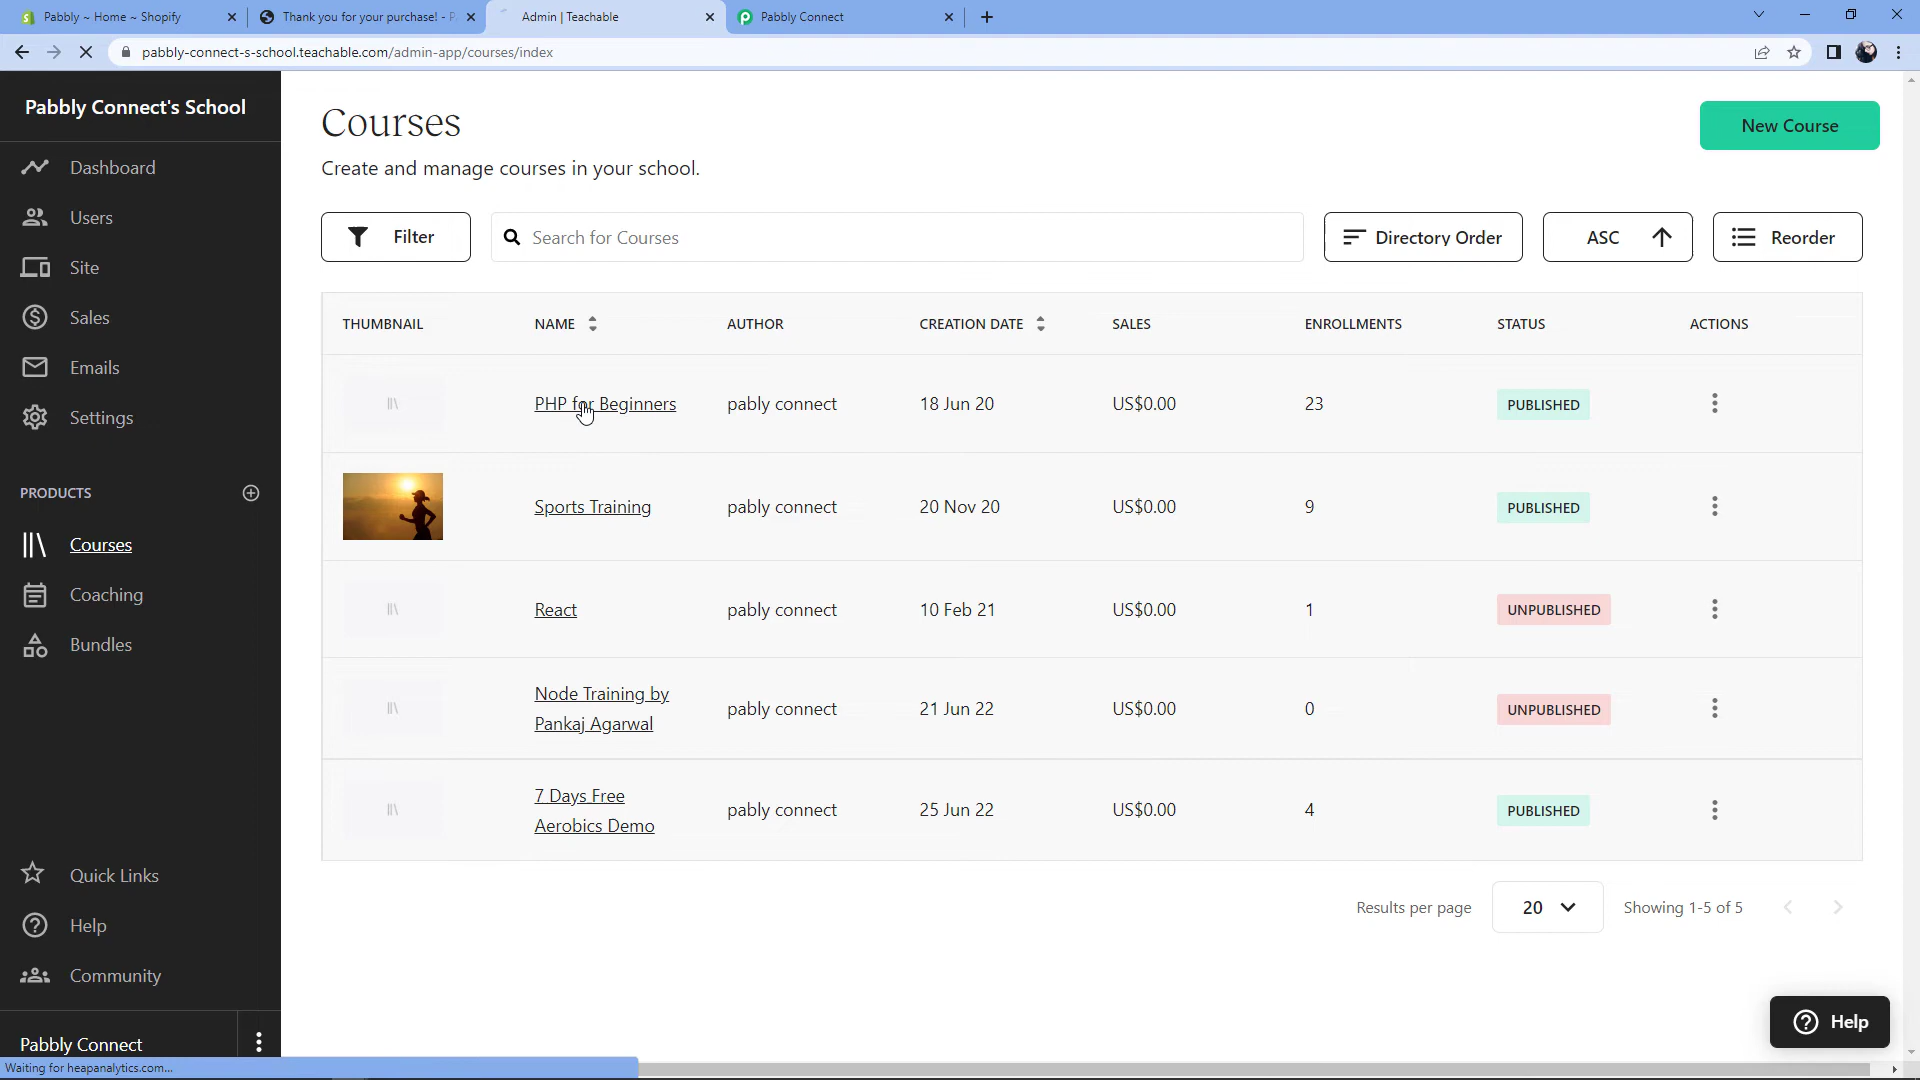 Pabbly ~ Home ~ Shopify
Thank you for your purchase! - P
Admin | Teachable
Pabbly Connect
pabbly-connect-s-school.teachable.com/admin-app/courses/index
Pabbly Connect's School
Dashboard
Users
Site
Sales
Emails
Settings
PRODUCTS
Courses
Coaching
Bundles
Quick Links
Help
Community
Pabbly Connect
Waiting for heapanalytics.com...
Courses
New Course
Create and manage courses in your school.
Filter
Search for Courses
Directory Order
ASC
Reorder
THUMBNAIL NAME AUTHOR CREATION DATE SALES ENROLLMENTS STATUS ACTIONS
PHP for Beginners pably connect 18 Jun 20 US$0.00 23 PUBLISHED
Sports Training pably connect 20 Nov 20 US$0.00 9 PUBLISHED
React pably connect 10 Feb 21 US$0.00 1 UNPUBLISHED
Node Training by
Pankaj Agarwal pably connect 21 Jun 22 US$0.00 0 UNPUBLISHED
7 Days Free
Aerobics Demo pably connect 25 Jun 22 US$0.00 4 PUBLISHED
Results per page 20 Showing 1-5 of 5
Help